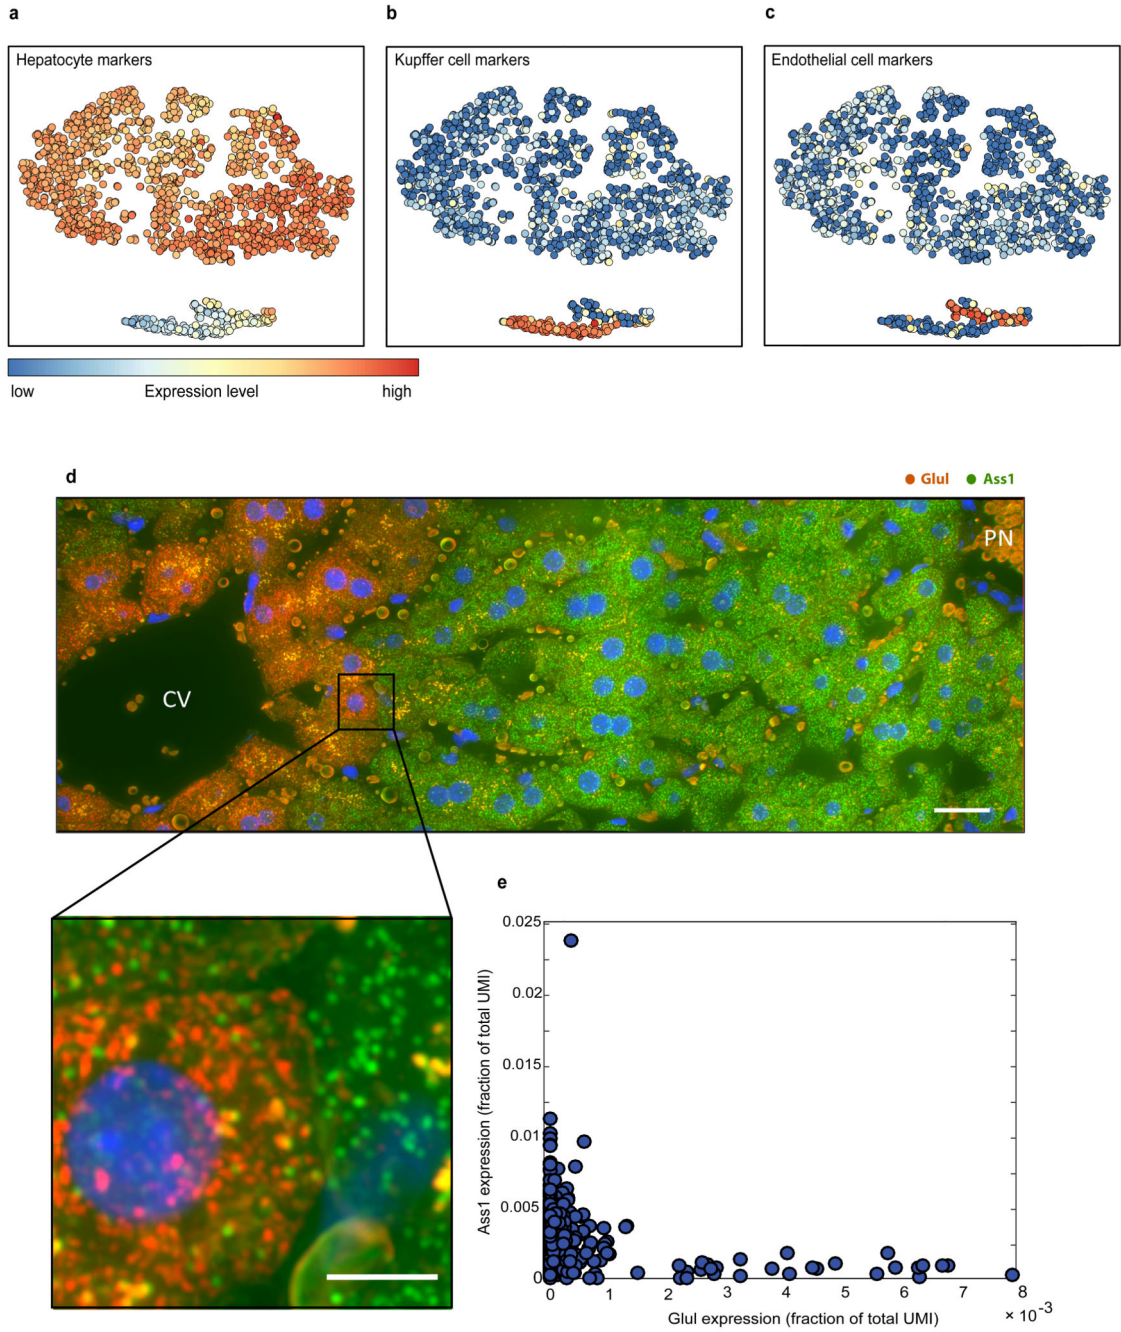 a
b
c
Hepatocyte markers
Kupffer cell markers
Endothelial cell markers
low
Expression level
high
d
Glul
Ass1
PN
CV
e
Ass1 expression (fraction of total UMI)
0.025
0.02
0.015
0.01
0.005
0
0 1 2 3 4 5 6 7 8
× 10⁻³
Glul expression (fraction of total UMI)